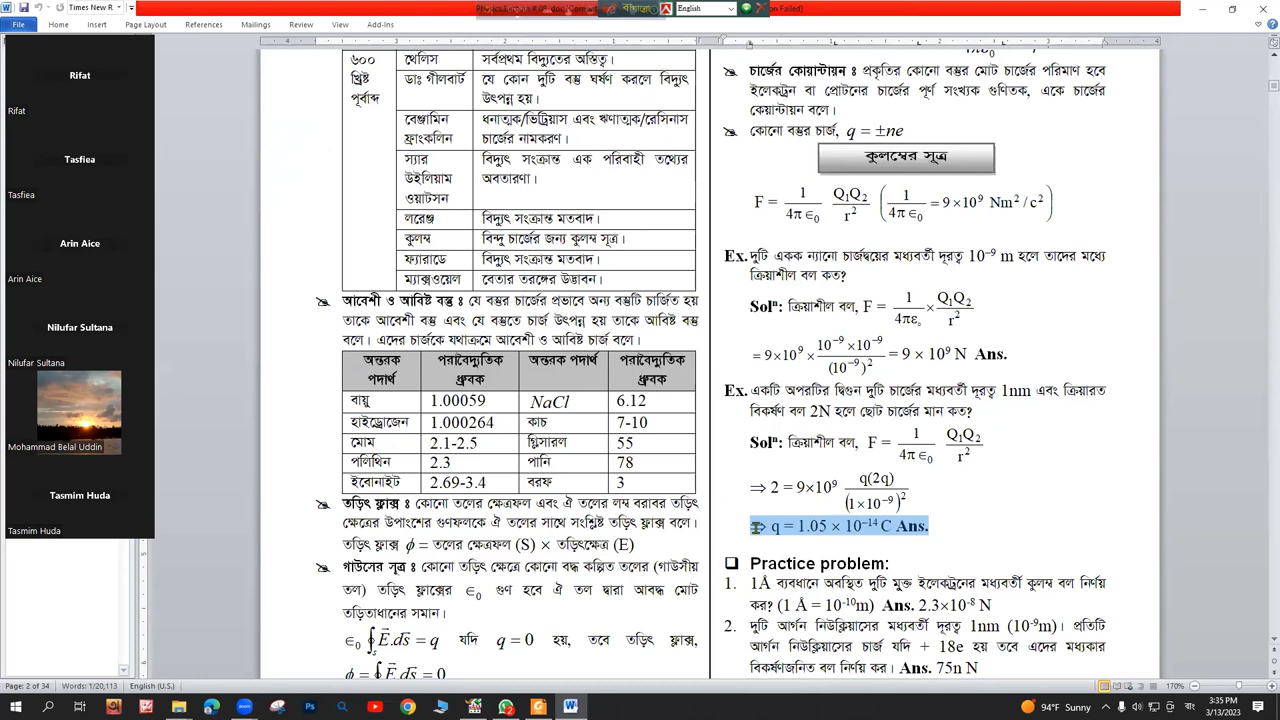 Times New R
English
File Home Insert Page Layout References Mailings Review View Add-Ins
Rifat
Rifat
Tasfiea
Tasfiea
Arin Aice
Arin Aice
Nilufar Sultana
Nilufar Sultana
Mohammad Belal Uddin
Tasmim Huda
Tasmim Huda
৬০০ খ্রিষ্ট পূর্বাব্দ
থেলিস সর্বপ্রথম বিদ্যুতের অস্তিত্ব।
ডাঃ গীলবার্ট যে কোন দুটি বস্তু ঘর্ষণ করলে বিদ্যুৎ
উৎপন্ন হয়।
বেঞ্জামিন ধনাত্মক/ভিট্রিয়াস এবং ঋণাত্মক/রেসিনাস
ফ্রাংকলিন চার্জের নামকরণ।
স্যার বিদ্যুৎ সংক্রান্ত এক পরিবাহী তথ্যের
উইলিয়াম অবতারণা।
ওয়াটসন
লরেঞ্জ বিদ্যুৎ সংক্রান্ত মতবাদ।
কুলম্ব বিন্দু চার্জের জন্য কুলম্ব সূত্র।
ফ্যারাডে বিদ্যুৎ সংক্রান্ত মতবাদ।
ম্যাক্সওয়েল বেতার তরঙ্গের উদ্ভাবন।
আবেশী ও আবিষ্ট বস্তু : যে বস্তুর চার্জের প্রভাবে অন্য বস্তুটি চার্জিত হয়
তাকে আবেশী বস্তু এবং যে বস্তুতে চার্জ উৎপন্ন হয় তাকে আবিষ্ট বস্তু
বলে। এদের চার্জকে যথাক্রমে আবেশী ও আবিষ্ট চার্জ বলে।
অন্তরক পদার্থ পরাবৈদ্যুতিক ধ্রুবক অন্তরক পদার্থ পরাবৈদ্যুতিক ধ্রুবক
বায়ু 1.00059 NaCl 6.12
হাইড্রোজেন 1.000264 কাচ 7-10
মোম 2.1-2.5 গ্লিসারল 55
পলিথিন 2.3 পানি 78
ইবোনাইট 2.69-3.4 বরফ 3
তড়িৎ ফ্লাক্স : কোনো তলের ক্ষেত্রফল এবং ঐ তলের লম্ব বরাবর তড়িৎ
ক্ষেত্রের উপাংশের গুণফলকে ঐ তলের সাথে সংশ্লিষ্ট তড়িৎ ফ্লাক্স বলে।
তড়িৎ ফ্লাক্স ϕ = তলের ক্ষেত্রফল (S) × তড়িৎক্ষেত্র (E)
গাউসের সূত্র : কোনো তড়িৎ ক্ষেত্রে কোনো বদ্ধ কল্পিত তলের (গাউসীয়
তল) তড়িৎ ফ্লাক্সের ∈0 গুণ হবে ঐ তল দ্বারা আবদ্ধ মোট
তড়িতাধানের সমান।
∈0 ∮s E⃗.ds⃗ = q যদি q = 0 হয়, তবে তড়িৎ ফ্লাক্স,
ϕ = ∮ E⃗.ds⃗ = 0
চার্জের কোয়ান্টায়ন : প্রকৃতির কোনো বস্তুর মোট চার্জের পরিমাণ হবে
ইলেকট্রন বা প্রোটনের চার্জের পূর্ণ সংখ্যক গুণিতক, একে চার্জের
কেয়ান্টায়ন বলে।
কোনো বস্তুর চার্জ, q = ±ne
কুলম্বের সূত্র
F = 1/4π∈0 Q1Q2/r² (1/4π∈0 = 9×10⁹ Nm²/c²)
Ex. দুটি একক ন্যানো চার্জদ্বয়ের মধ্যবর্তী দূরত্ব 10⁻⁹ m হলে তাদের মধ্যে
ক্রিয়াশীল বল কত?
Solⁿ: ক্রিয়াশীল বল, F = 1/4πε° × Q1Q2/r²
= 9×10⁹ × 10⁻⁹×10⁻⁹/(10⁻⁹)² = 9 × 10⁹ N Ans.
Ex. একটি অপরটির দ্বিগুন দুটি চার্জের মধ্যবর্তী দূরত্ব 1nm এবং ক্রিয়ারত
বিকর্ষণ বল 2N হলে ছোট চার্জের মান কত?
Solⁿ: ক্রিয়াশীল বল, F = 1/4π∈0 Q1Q2/r²
⇒ 2 = 9×10⁹ q(2q)/(1×10⁻⁹)²
⇒ q = 1.05 × 10⁻¹⁴ C Ans.
Practice problem:
1. 1Å ব্যবধানে অবস্থিত দুটি মুক্ত ইলেকট্রনের মধ্যবর্তী কুলম্ব বল নির্ণয়
কর? (1 Å = 10⁻¹⁰m) Ans. 2.3×10⁻⁸ N
2. দুটি আর্গন নিউক্লিয়াসের মধ্যবর্তী দূরত্ব 1nm (10⁻⁹m)। প্রতিটি
আর্গন নিউক্লিয়াসের চার্জ যদি + 18e হয় তবে এদের মধ্যকার
বিকর্ষণজনিত বল নির্ণয় কর। Ans. 75n N
Page: 2 of 34 Words: 1/20,113 English (U.S.) 170%
94°F Sunny 3:35 PM
3/13/2023